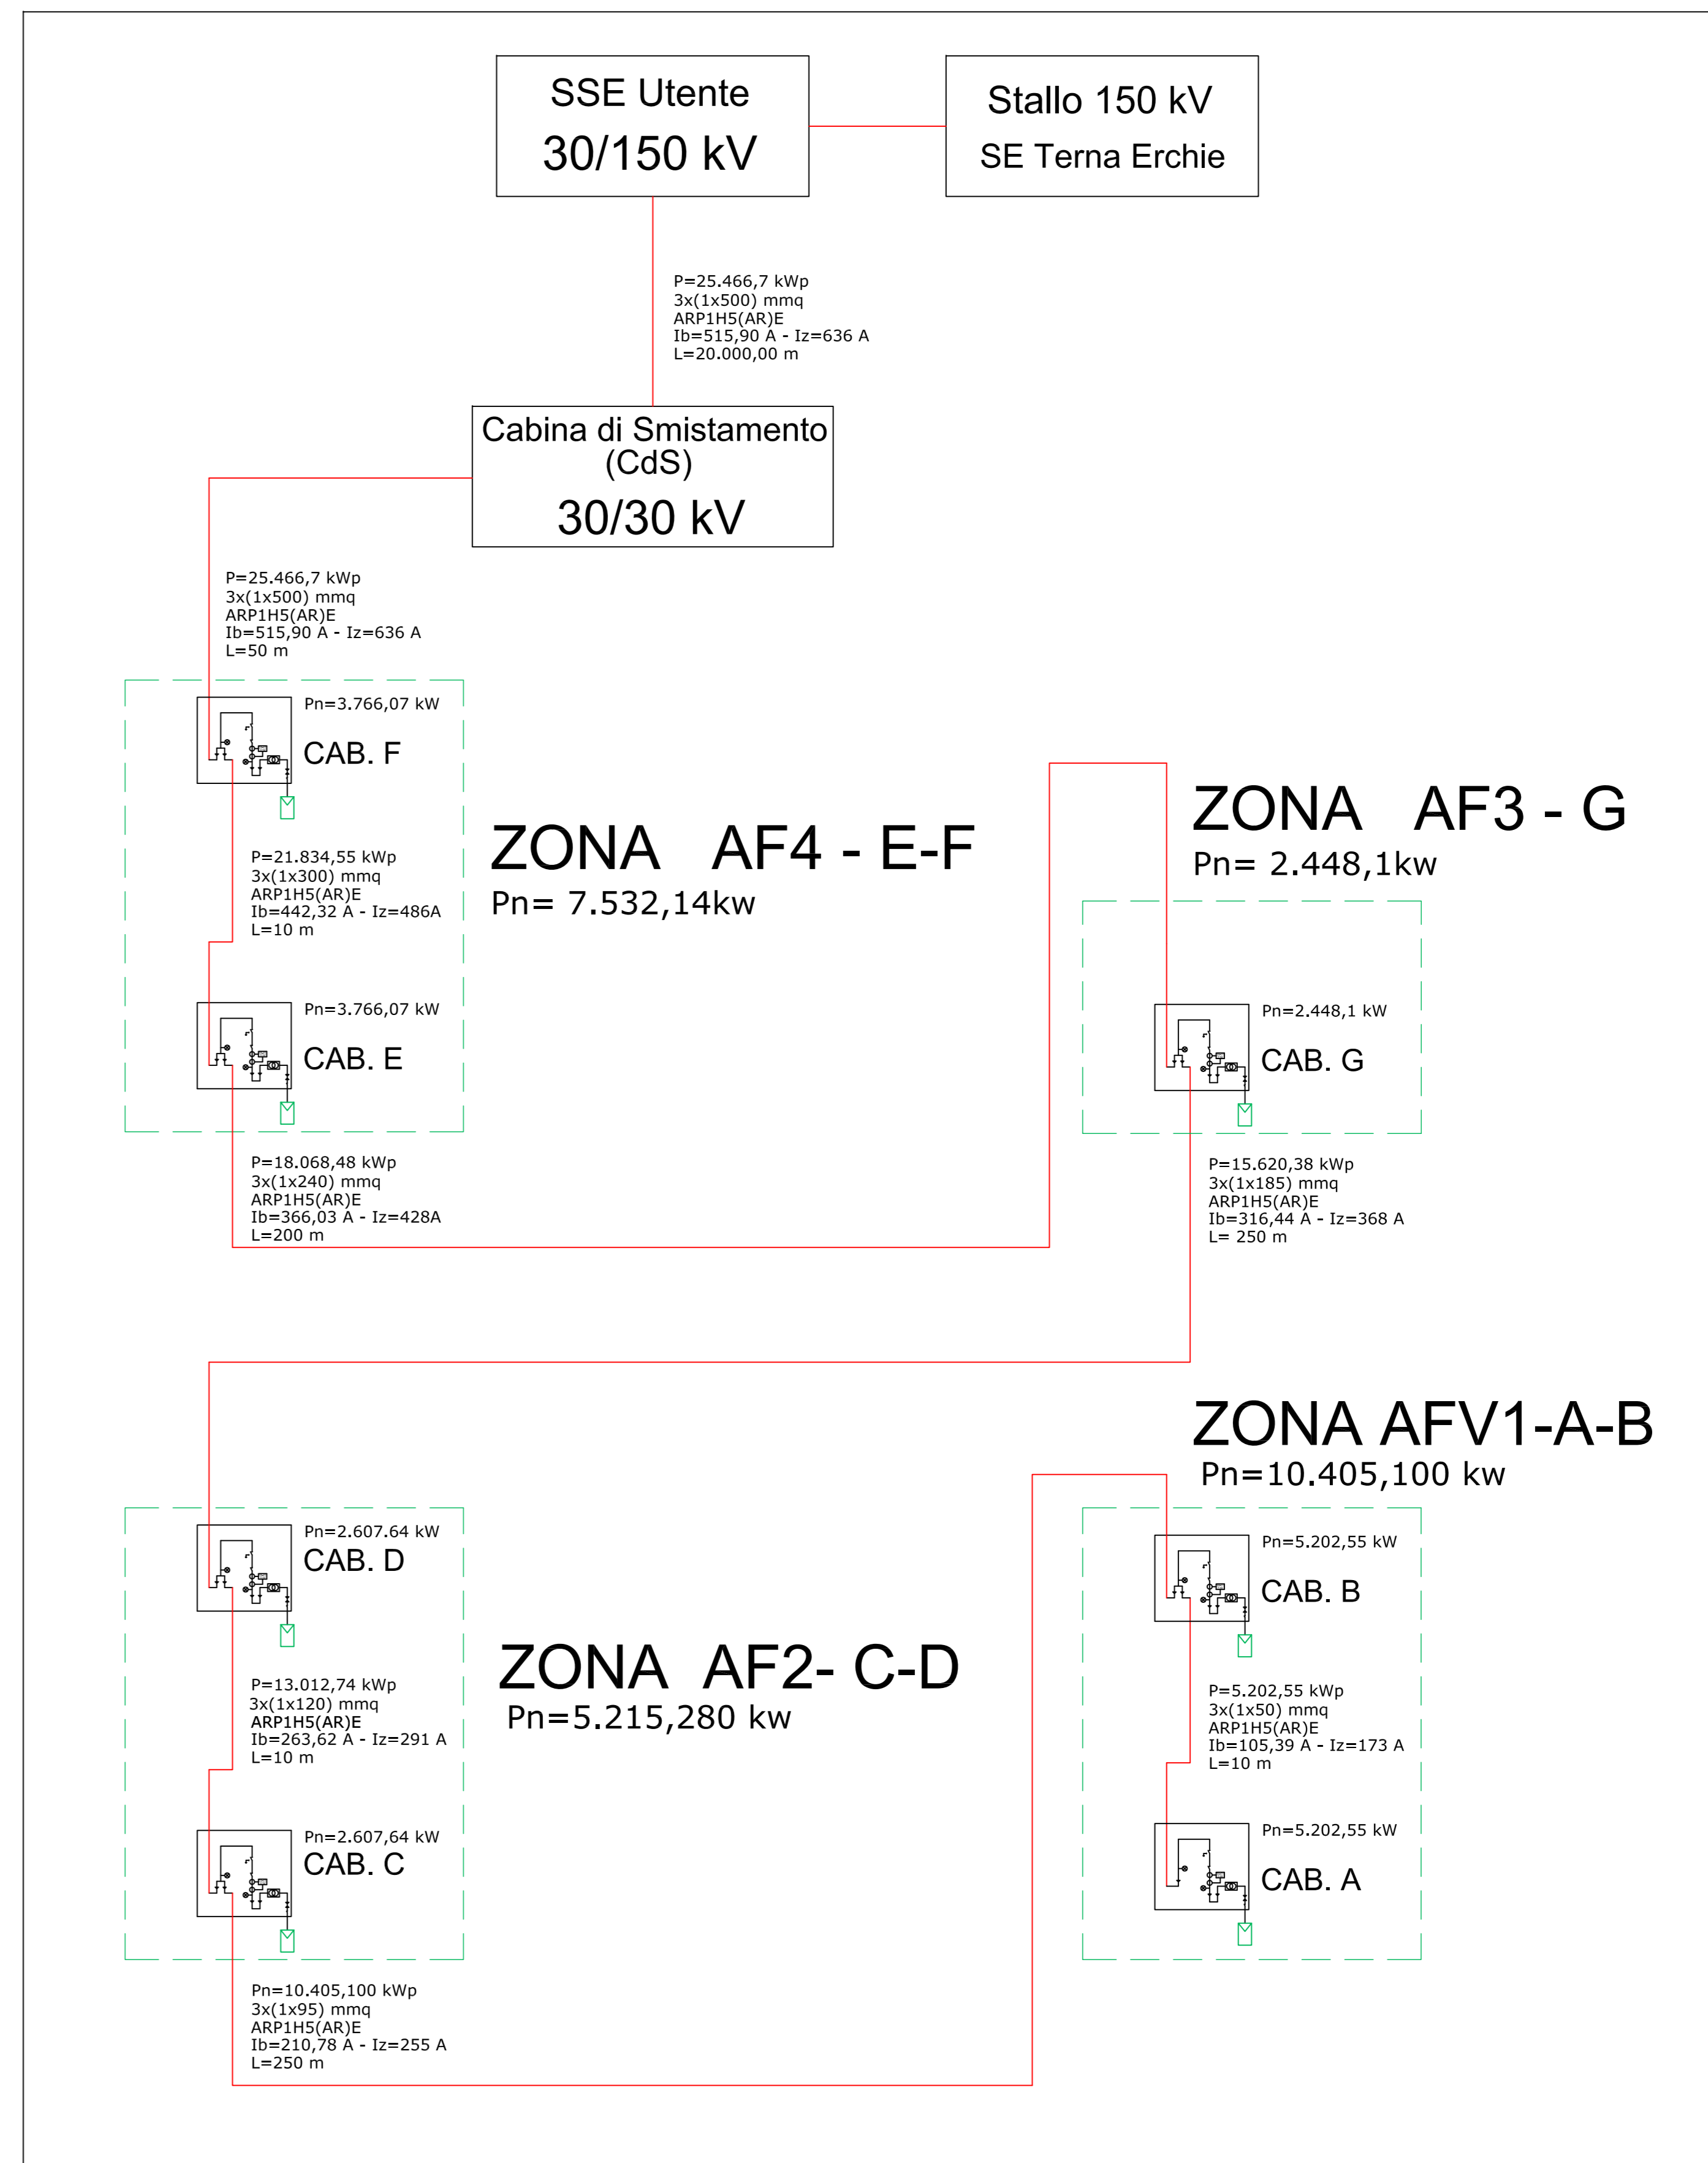 SSE Utente
30/150 kV
Stallo 150 kV
SE Terna Erchie
P=25.466,7 kWp
3x(1x500) mmq
ARP1H5(AR)E
Ib=515,90 A - Iz=636 A
L=20.000,00 m
Cabina di Smistamento
(CdS)
30/30 kV
P=25.466,7 kWp
3x(1x500) mmq
ARP1H5(AR)E
Ib=515,90 A - Iz=636 A
L=50 m
Pn=3.766,07 kW
CAB. F
P=21.834,55 kWp
3x(1x300) mmq
ARP1H5(AR)E
Ib=442,32 A - Iz=486A
L=10 m
ZONA AF4 - E-F
Pn= 7.532,14kw
Pn=3.766,07 kW
CAB. E
P=18.068,48 kWp
3x(1x240) mmq
ARP1H5(AR)E
Ib=366,03 A - Iz=428A
L=200 m
ZONA AF3 - G
Pn= 2.448,1kw
Pn=2.448,1 kW
CAB. G
P=15.620,38 kWp
3x(1x185) mmq
ARP1H5(AR)E
Ib=316,44 A - Iz=368 A
L= 250 m
Pn=2.607.64 kW
CAB. D
P=13.012,74 kWp
3x(1x120) mmq
ARP1H5(AR)E
Ib=263,62 A - Iz=291 A
L=10 m
ZONA AF2- C-D
Pn=5.215,280 kw
Pn=2.607,64 kW
CAB. C
Pn=10.405,100 kWp
3x(1x95) mmq
ARP1H5(AR)E
Ib=210,78 A - Iz=255 A
L=250 m
ZONA AFV1-A-B
Pn=10.405,100 kw
Pn=5.202,55 kW
CAB. B
P=5.202,55 kWp
3x(1x50) mmq
ARP1H5(AR)E
Ib=105,39 A - Iz=173 A
L=10 m
Pn=5.202,55 kW
CAB. A